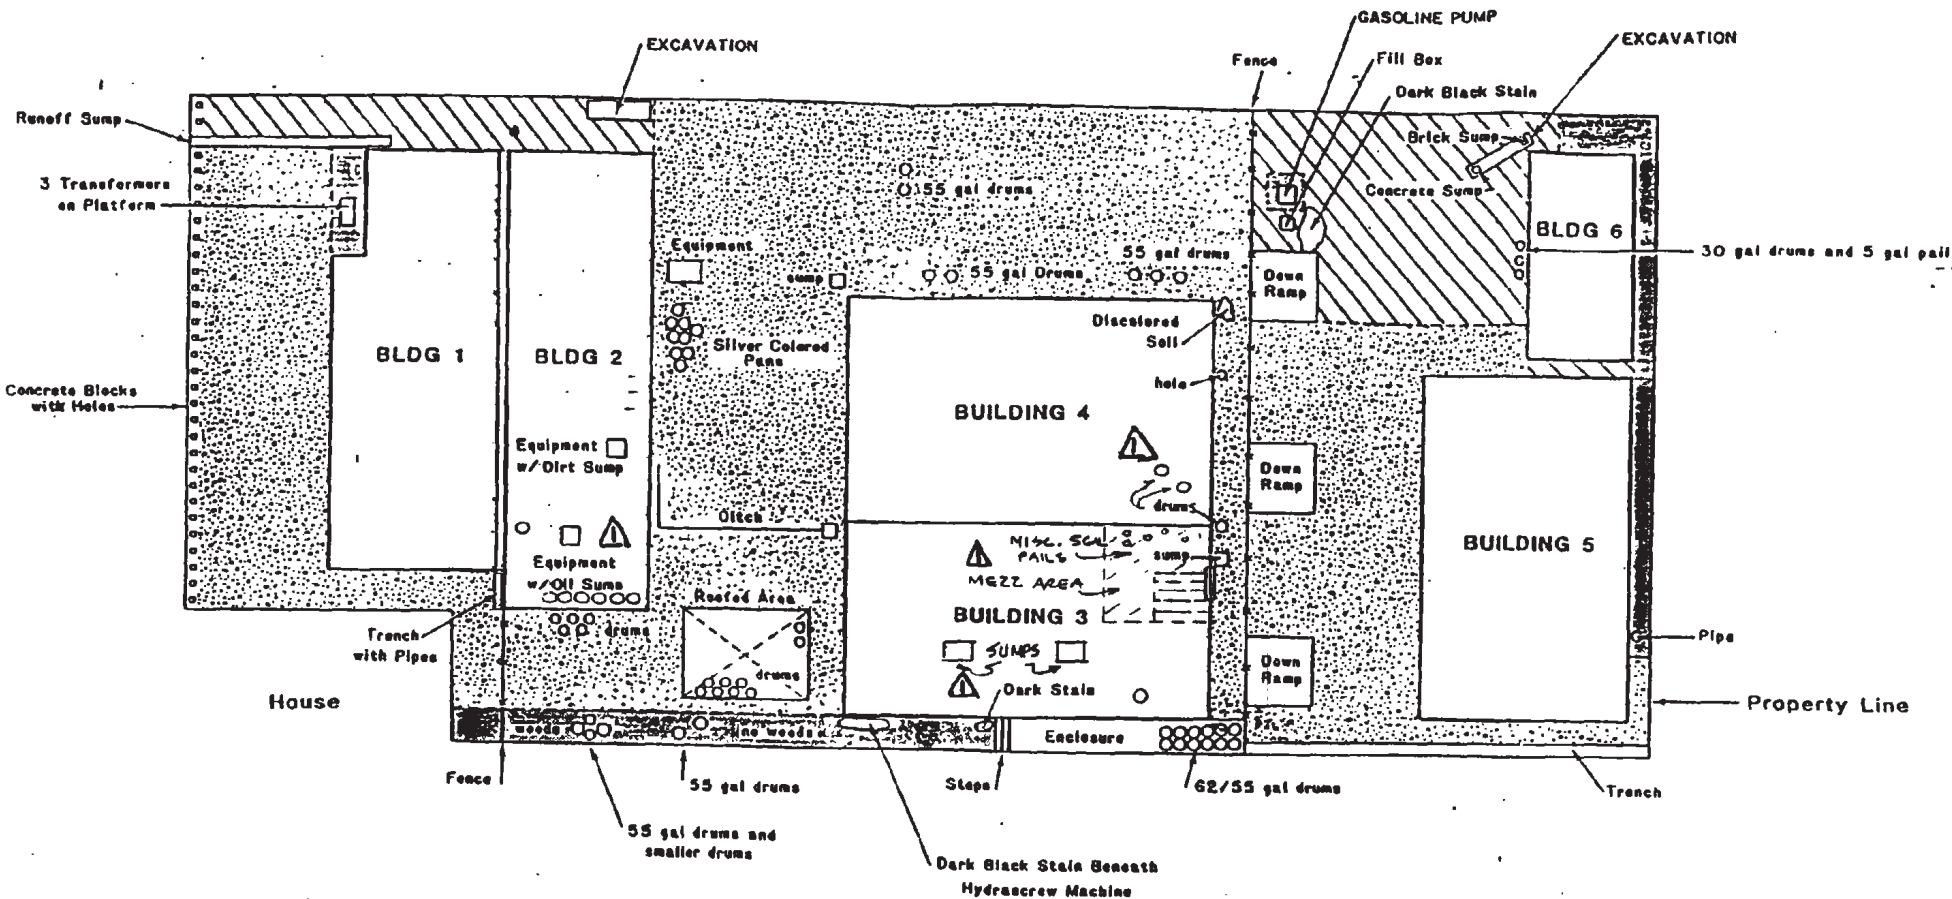 GASOLINE PUMP
EXCAVATION
EXCAVATION
Fence
Fill Box
Dark Black Stain
Runoff Sump
Brick Sump
3 Transformers
on Platform
55 gal drums
Concrete Sump
BLDG 6
Equipment
30 gal drums and 5 gal pail
sump
55 gal Drums
55 gal drums
Down
Ramp
Discolored
Soil
Silver Colored
Pans
BLDG 1
BLDG 2
hole
Concrete Blocks
with Holes
BUILDING 4
Equipment
w/Dirt Sump
Down
Ramp
drums
Ditch
MISC. 5GL
PAILS
sump
BUILDING 5
Equipment
w/Oil Sump
MEZZ AREA
Roofed Area
BUILDING 3
drums
Trench
with Pipes
Pipe
SUMPS
Down
Ramp
drums
Dark Stain
House
Property Line
weeds
weeds
Enclosure
Fence
55 gal drums
Steps
62/55 gal drums
Trench
55 gal drums and
smaller drums
Dark Black Stain Beneath
Hydrascrew Machine